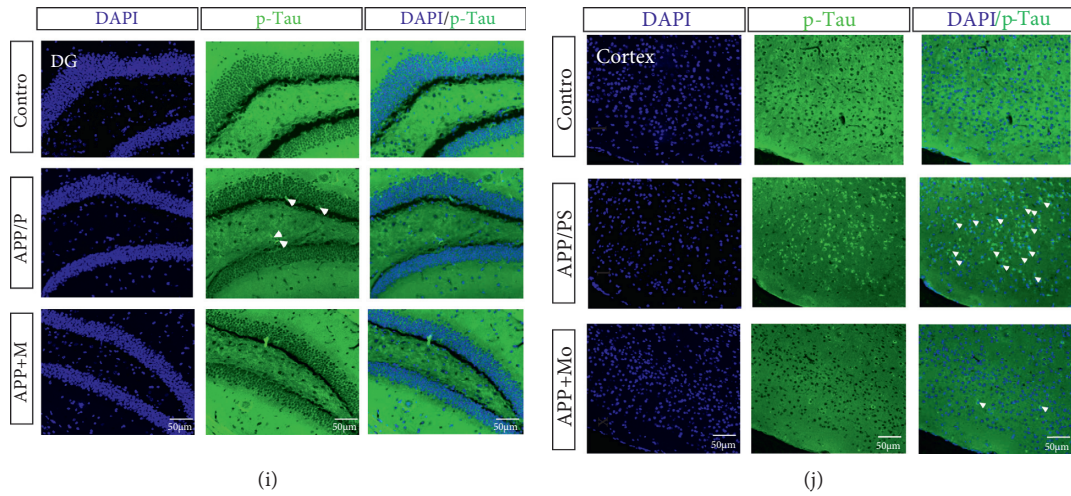 DAPI p-Tau DAPI/p-Tau
Contro DG
APP/P
APP+M
50μm 50μm 50μm
(i)
DAPI p-Tau DAPI/p-Tau
Contro Cortex
APP/PS
APP+Mo
50μm 50μm 50μm
(j)